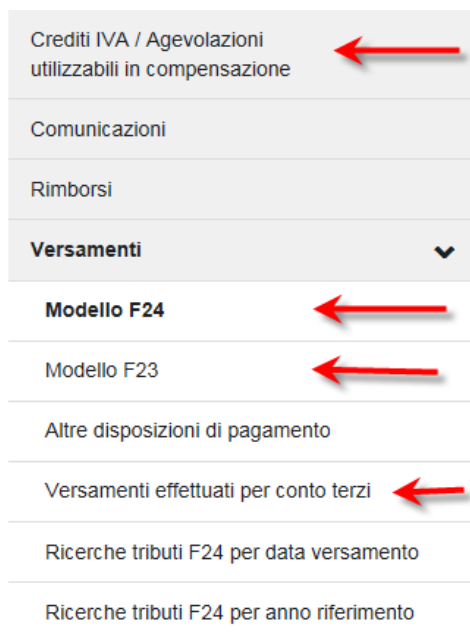 Crediti IVA / Agevolazioni
utilizzabili in compensazione
Comunicazioni
Rimborsi
Versamenti
Modello F24
Modello F23
Altre disposizioni di pagamento
Versamenti effettuati per conto terzi
Ricerche tributi F24 per data versamento
Ricerche tributi F24 per anno riferimento